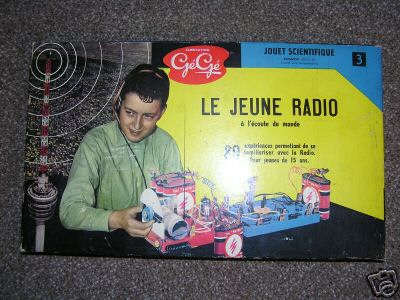 FABRICATION
GéGé
JOUET SCIENTIFIQUE
3
LE JEUNE RADIO
à l'écoute du monde
expériences permettant de se
familiariser avec la Radio.
Pour jeunes de 15 ans.